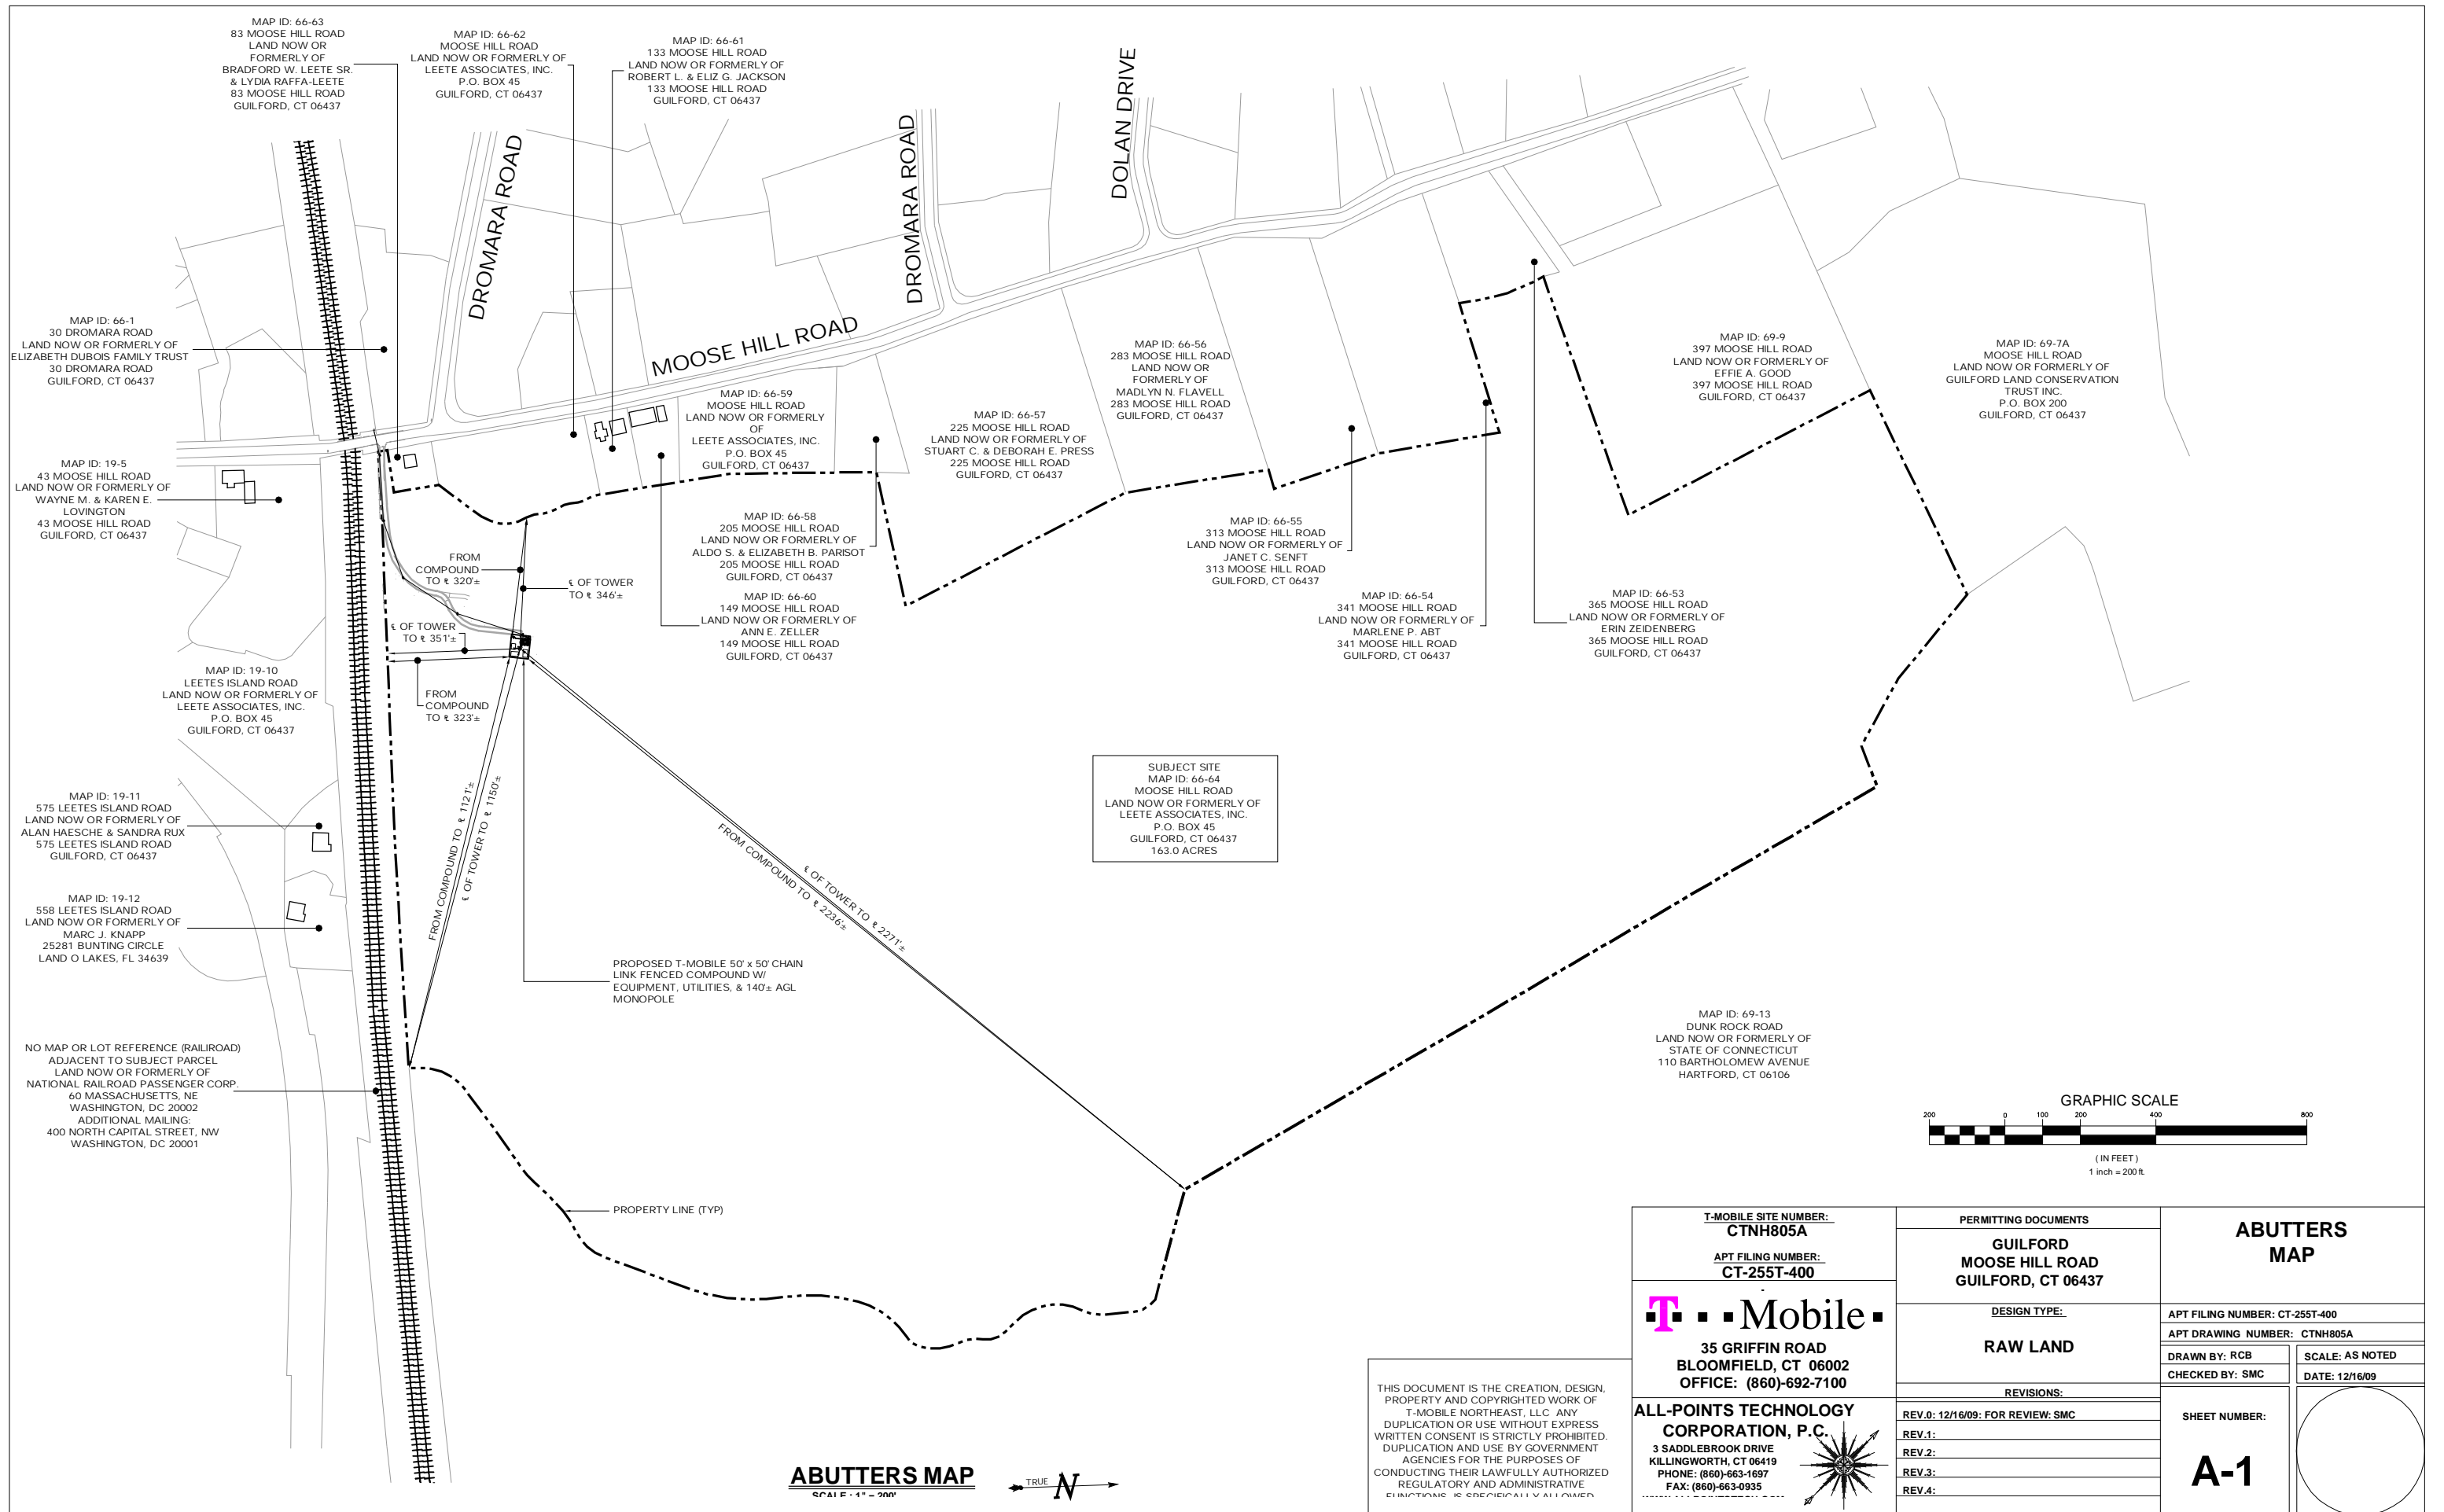 MAP ID: 66-63
83 MOOSE HILL ROAD
LAND NOW OR
FORMERLY OF
BRADFORD W. LEETE SR.
& LYDIA RAFFA-LEETE
83 MOOSE HILL ROAD
GUILFORD, CT 06437
MAP ID: 66-62
MOOSE HILL ROAD
LAND NOW OR FORMERLY OF
LEETE ASSOCIATES, INC.
P.O. BOX 45
GUILFORD, CT 06437
MAP ID: 66-61
133 MOOSE HILL ROAD
LAND NOW OR FORMERLY OF
ROBERT L. & ELIZ G. JACKSON
133 MOOSE HILL ROAD
GUILFORD, CT 06437
DROMARA ROAD
DROMARA ROAD
DOLAN DRIVE
MOOSE HILL ROAD
MAP ID: 66-1
30 DROMARA ROAD
LAND NOW OR FORMERLY OF
ELIZABETH DUBOIS FAMILY TRUST
30 DROMARA ROAD
GUILFORD, CT 06437
MAP ID: 19-5
43 MOOSE HILL ROAD
LAND NOW OR FORMERLY OF
WAYNE M. & KAREN E.
LOVINGTON
43 MOOSE HILL ROAD
GUILFORD, CT 06437
MAP ID: 66-59
MOOSE HILL ROAD
LAND NOW OR FORMERLY
OF
LEETE ASSOCIATES, INC.
P.O. BOX 45
GUILFORD, CT 06437
MAP ID: 66-57
225 MOOSE HILL ROAD
LAND NOW OR FORMERLY OF
STUART C. & DEBORAH E. PRESS
225 MOOSE HILL ROAD
GUILFORD, CT 06437
MAP ID: 66-56
283 MOOSE HILL ROAD
LAND NOW OR
FORMERLY OF
MADLYN N. FLAVELL
283 MOOSE HILL ROAD
GUILFORD, CT 06437
MAP ID: 69-9
397 MOOSE HILL ROAD
LAND NOW OR FORMERLY OF
EFFIE A. GOOD
397 MOOSE HILL ROAD
GUILFORD, CT 06437
MAP ID: 69-7A
MOOSE HILL ROAD
LAND NOW OR FORMERLY OF
GUILFORD LAND CONSERVATION
TRUST INC.
P.O. BOX 200
GUILFORD, CT 06437
MAP ID: 66-58
205 MOOSE HILL ROAD
LAND NOW OR FORMERLY OF
ALDO S. & ELIZABETH B. PARISOT
205 MOOSE HILL ROAD
GUILFORD, CT 06437
MAP ID: 66-60
149 MOOSE HILL ROAD
LAND NOW OR FORMERLY OF
ANN E. ZELLER
149 MOOSE HILL ROAD
GUILFORD, CT 06437
MAP ID: 66-55
313 MOOSE HILL ROAD
LAND NOW OR FORMERLY OF
JANET C. SENFT
313 MOOSE HILL ROAD
GUILFORD, CT 06437
MAP ID: 66-54
341 MOOSE HILL ROAD
LAND NOW OR FORMERLY OF
MARLENE P. ABT
341 MOOSE HILL ROAD
GUILFORD, CT 06437
MAP ID: 66-53
365 MOOSE HILL ROAD
LAND NOW OR FORMERLY OF
ERIN ZEIDENBERG
365 MOOSE HILL ROAD
GUILFORD, CT 06437
FROM
COMPOUND
TO ℄ 320'±
℄ OF TOWER
TO ℄ 346'±
℄ OF TOWER
TO ℄ 351'±
FROM
COMPOUND
TO ℄ 323'±
MAP ID: 19-10
LEETES ISLAND ROAD
LAND NOW OR FORMERLY OF
LEETE ASSOCIATES, INC.
P.O. BOX 45
GUILFORD, CT 06437
MAP ID: 19-11
575 LEETES ISLAND ROAD
LAND NOW OR FORMERLY OF
ALAN HAESCHE & SANDRA RUX
575 LEETES ISLAND ROAD
GUILFORD, CT 06437
MAP ID: 19-12
558 LEETES ISLAND ROAD
LAND NOW OR FORMERLY OF
MARC J. KNAPP
25281 BUNTING CIRCLE
LAND O LAKES, FL 34639
NO MAP OR LOT REFERENCE (RAILROAD)
ADJACENT TO SUBJECT PARCEL
LAND NOW OR FORMERLY OF
NATIONAL RAILROAD PASSENGER CORP.
60 MASSACHUSETTS, NE
WASHINGTON, DC 20002
ADDITIONAL MAILING:
400 NORTH CAPITAL STREET, NW
WASHINGTON, DC 20001
FROM COMPOUND TO ℄ 1121'±
℄ OF TOWER TO ℄ 1150'±
FROM COMPOUND TO ℄ 2236'±
℄ OF TOWER TO ℄ 2271'±
SUBJECT SITE
MAP ID: 66-64
MOOSE HILL ROAD
LAND NOW OR FORMERLY OF
LEETE ASSOCIATES, INC.
P.O. BOX 45
GUILFORD, CT 06437
163.0 ACRES
PROPOSED T-MOBILE 50' x 50' CHAIN
LINK FENCED COMPOUND W/
EQUIPMENT, UTILITIES, & 140'± AGL
MONOPOLE
PROPERTY LINE (TYP)
MAP ID: 69-13
DUNK ROCK ROAD
LAND NOW OR FORMERLY OF
STATE OF CONNECTICUT
110 BARTHOLOMEW AVENUE
HARTFORD, CT 06106
GRAPHIC SCALE
200 0 100 200 400 800
( IN FEET )
1 inch = 200 ft.
ABUTTERS MAP
SCALE : 1" = 200'
TRUE N
THIS DOCUMENT IS THE CREATION, DESIGN,
PROPERTY AND COPYRIGHTED WORK OF
T-MOBILE NORTHEAST, LLC ANY
DUPLICATION OR USE WITHOUT EXPRESS
WRITTEN CONSENT IS STRICTLY PROHIBITED.
DUPLICATION AND USE BY GOVERNMENT
AGENCIES FOR THE PURPOSES OF
CONDUCTING THEIR LAWFULLY AUTHORIZED
REGULATORY AND ADMINISTRATIVE
FUNCTIONS IS SPECIFICALLY ALLOWED
T-MOBILE SITE NUMBER:
CTNH805A
APT FILING NUMBER:
CT-255T-400
T Mobile
35 GRIFFIN ROAD
BLOOMFIELD, CT 06002
OFFICE: (860)-692-7100
ALL-POINTS TECHNOLOGY
CORPORATION, P.C.
3 SADDLEBROOK DRIVE
KILLINGWORTH, CT 06419
PHONE: (860)-663-1697
FAX: (860)-663-0935
PERMITTING DOCUMENTS
GUILFORD
MOOSE HILL ROAD
GUILFORD, CT 06437
DESIGN TYPE:
RAW LAND
REVISIONS:
REV.0: 12/16/09: FOR REVIEW: SMC
REV.1:
REV.2:
REV.3:
REV.4:
ABUTTERS
MAP
APT FILING NUMBER: CT-255T-400
APT DRAWING NUMBER: CTNH805A
DRAWN BY: RCB
SCALE: AS NOTED
CHECKED BY: SMC
DATE: 12/16/09
SHEET NUMBER:
A-1